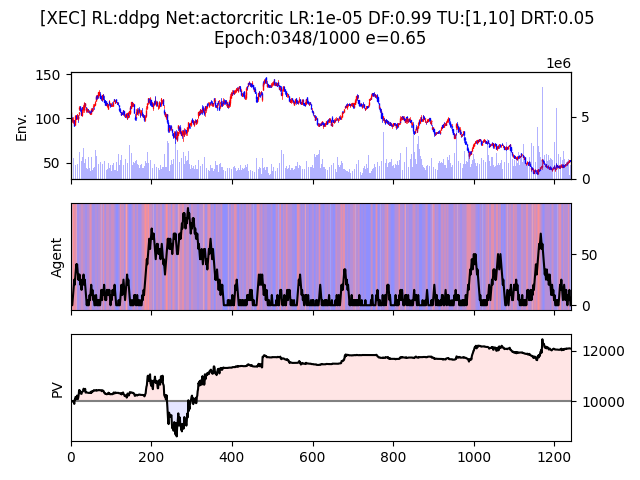 [XEC] RL:ddpg Net:actorcritic LR:1e-05 DF:0.99 TU:[1,10] DRT:0.05
Epoch:0348/1000 e=0.65
1e6
150
100
50
5
0
Env.
50
0
Agent
12000
10000
PV
0 200 400 600 800 1000 1200